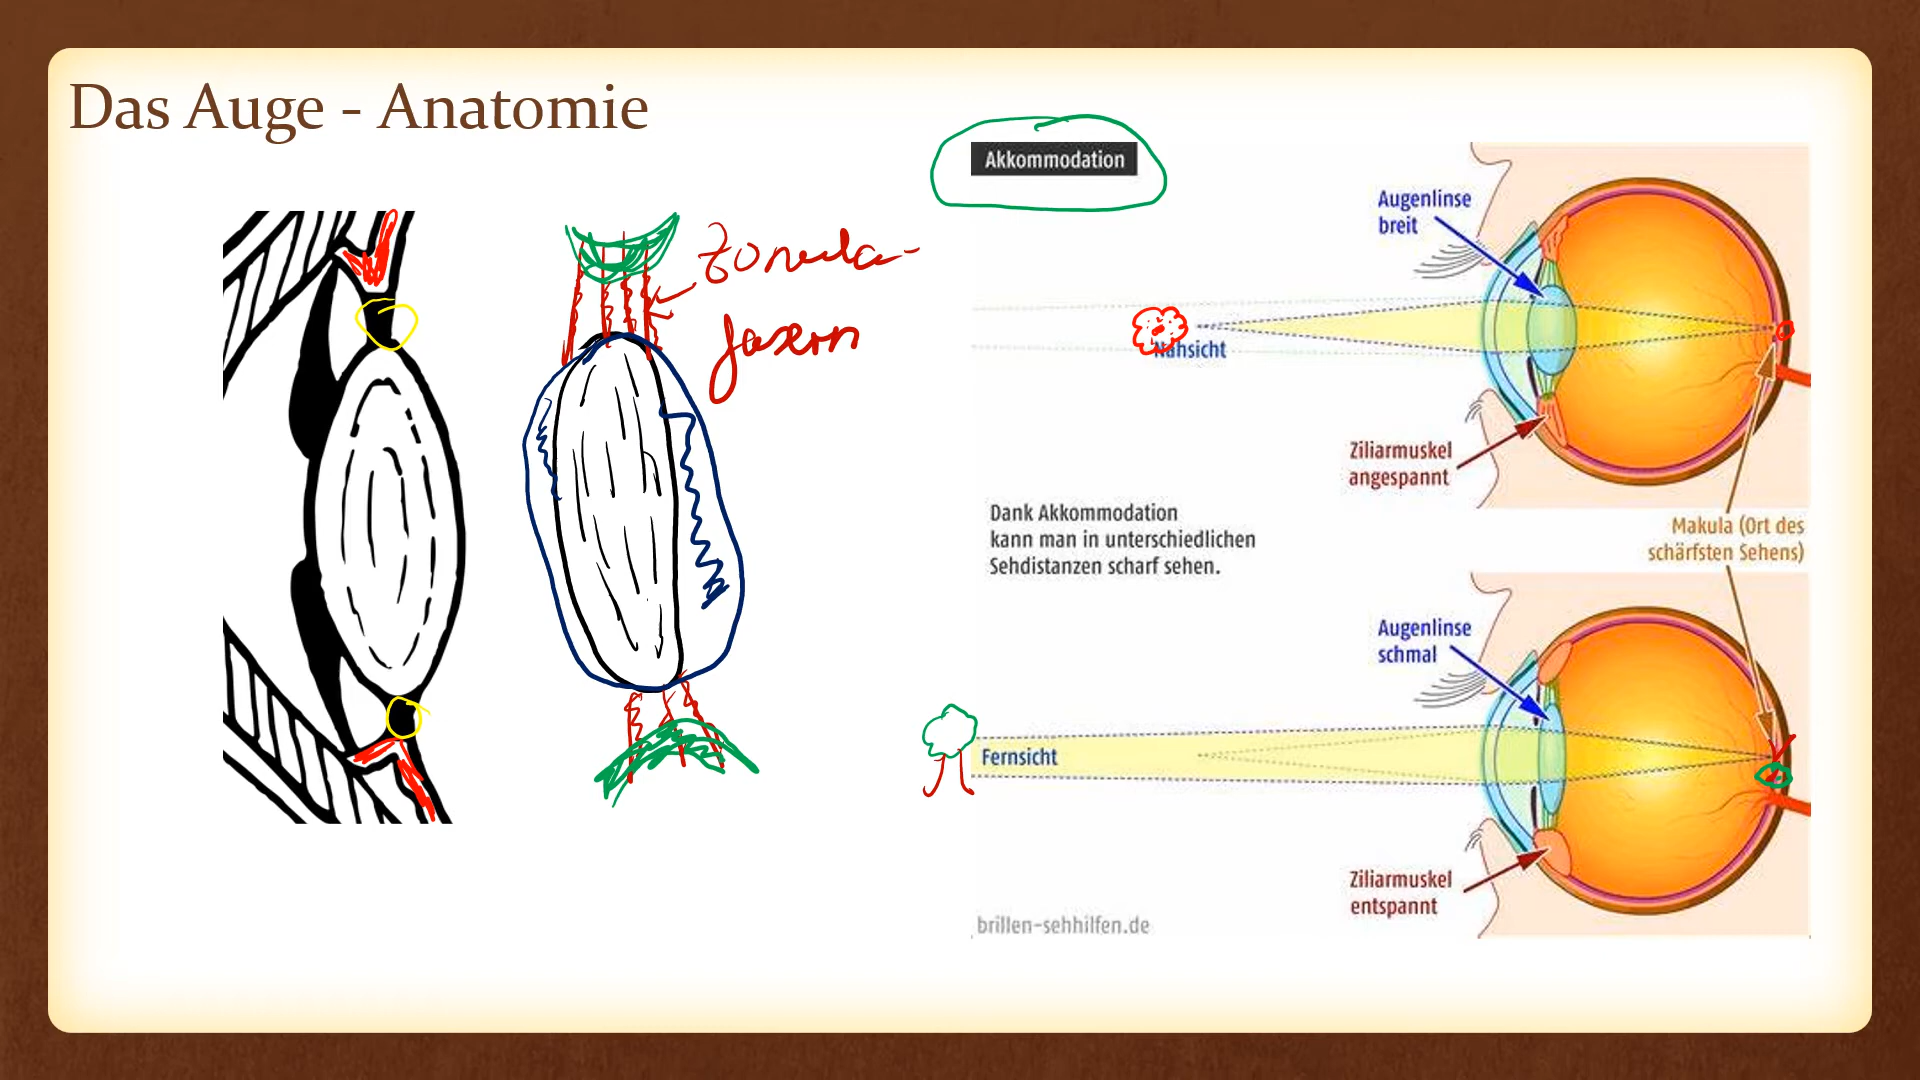 Das Auge - Anatomie
Zonula-
fasern
Akkommodation
Augenlinse
breit
Nahsicht
Ziliarmuskel
angespannt
Dank Akkommodation
kann man in unterschiedlichen
Sehdistanzen scharf sehen.
Makula (Ort des
schärfsten Sehens)
Augenlinse
schmal
Fernsicht
Ziliarmuskel
entspannt
brillen-sehhilfen.de